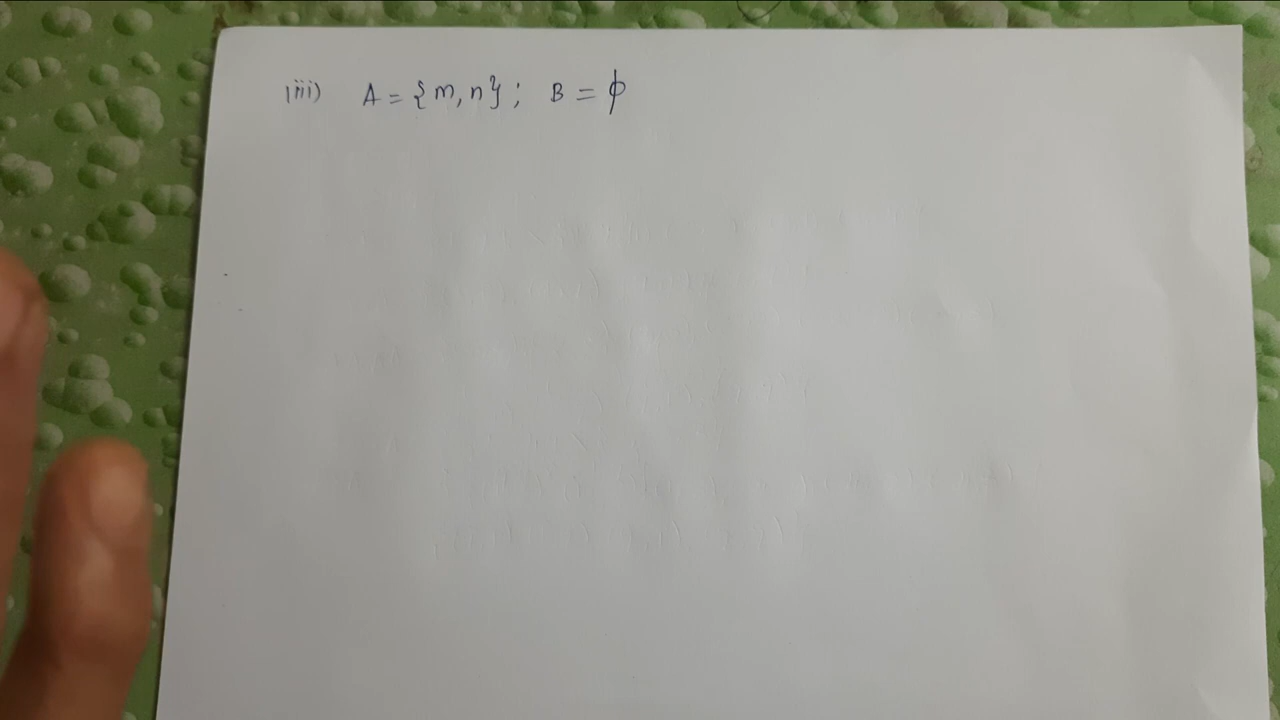 iii) A = {m, n} ; B = ϕ